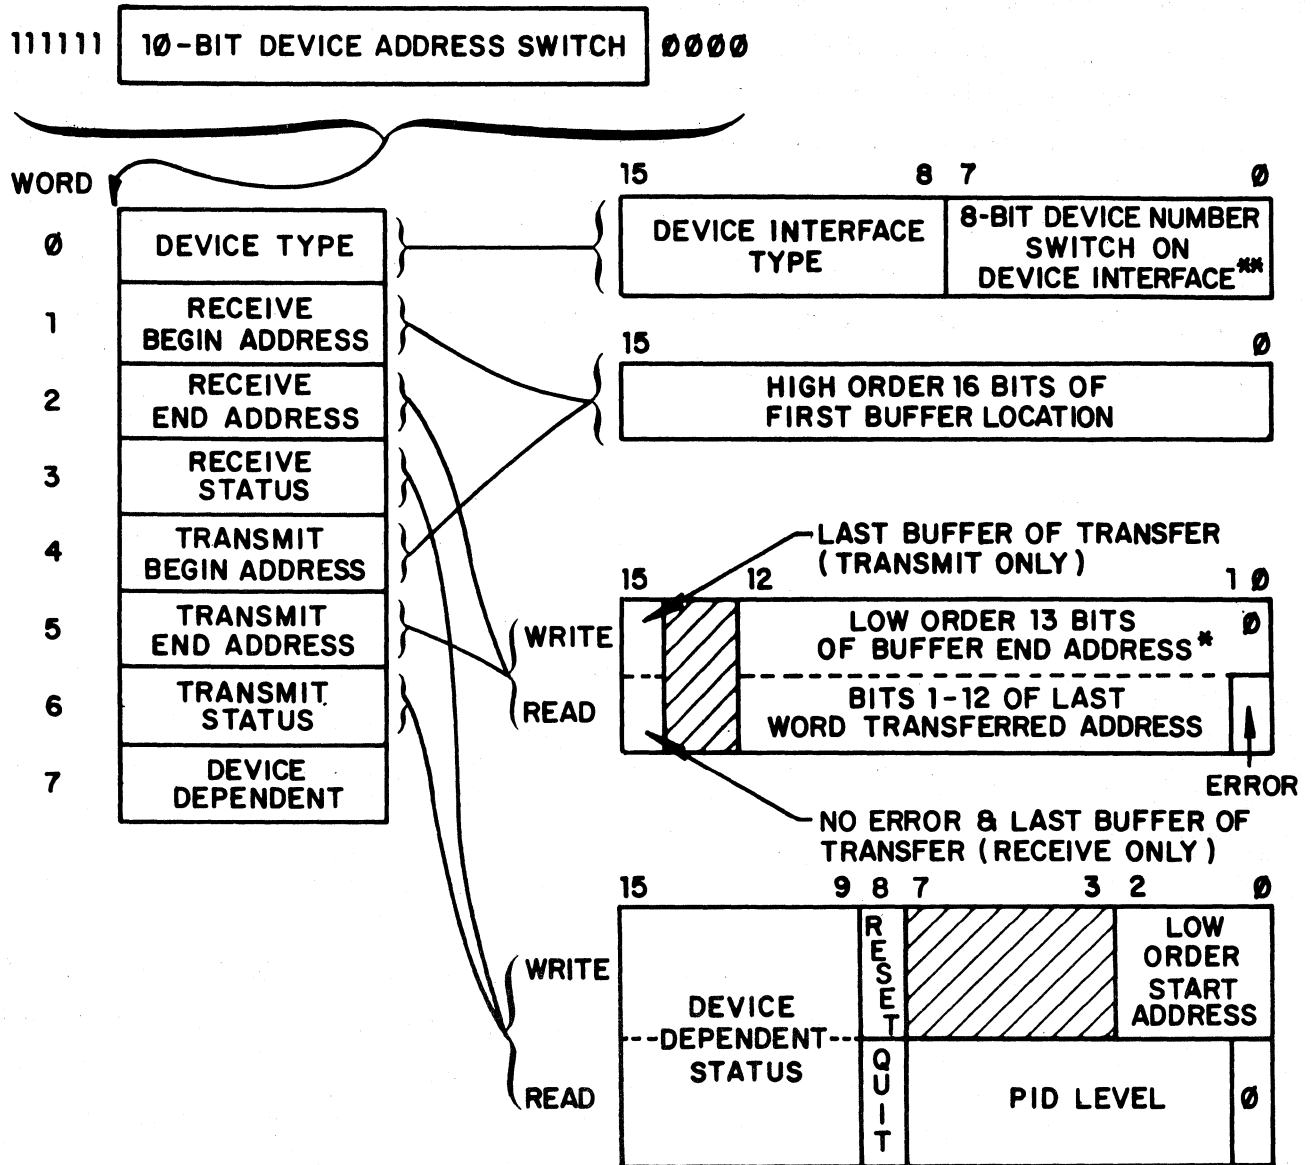 111111 10-BIT DEVICE ADDRESS SWITCH 0000
WORD
0 DEVICE TYPE
1 RECEIVE
BEGIN ADDRESS
2 RECEIVE
END ADDRESS
3 RECEIVE
STATUS
4 TRANSMIT
BEGIN ADDRESS
5 TRANSMIT
END ADDRESS
6 TRANSMIT
STATUS
7 DEVICE
DEPENDENT
15 8 7 0
DEVICE INTERFACE
TYPE
8-BIT DEVICE NUMBER
SWITCH ON
DEVICE INTERFACE**
15 0
HIGH ORDER 16 BITS OF
FIRST BUFFER LOCATION
LAST BUFFER OF TRANSFER
(TRANSMIT ONLY)
15 12 1 0
WRITE
LOW ORDER 13 BITS
OF BUFFER END ADDRESS*
0
READ
BITS 1-12 OF LAST
WORD TRANSFERRED ADDRESS
ERROR
NO ERROR & LAST BUFFER OF
TRANSFER (RECEIVE ONLY)
15 9 8 7 3 2 0
WRITE
READ
DEVICE
DEPENDENT
STATUS
RESET
QUIT
LOW
ORDER
START
ADDRESS
PID LEVEL
0